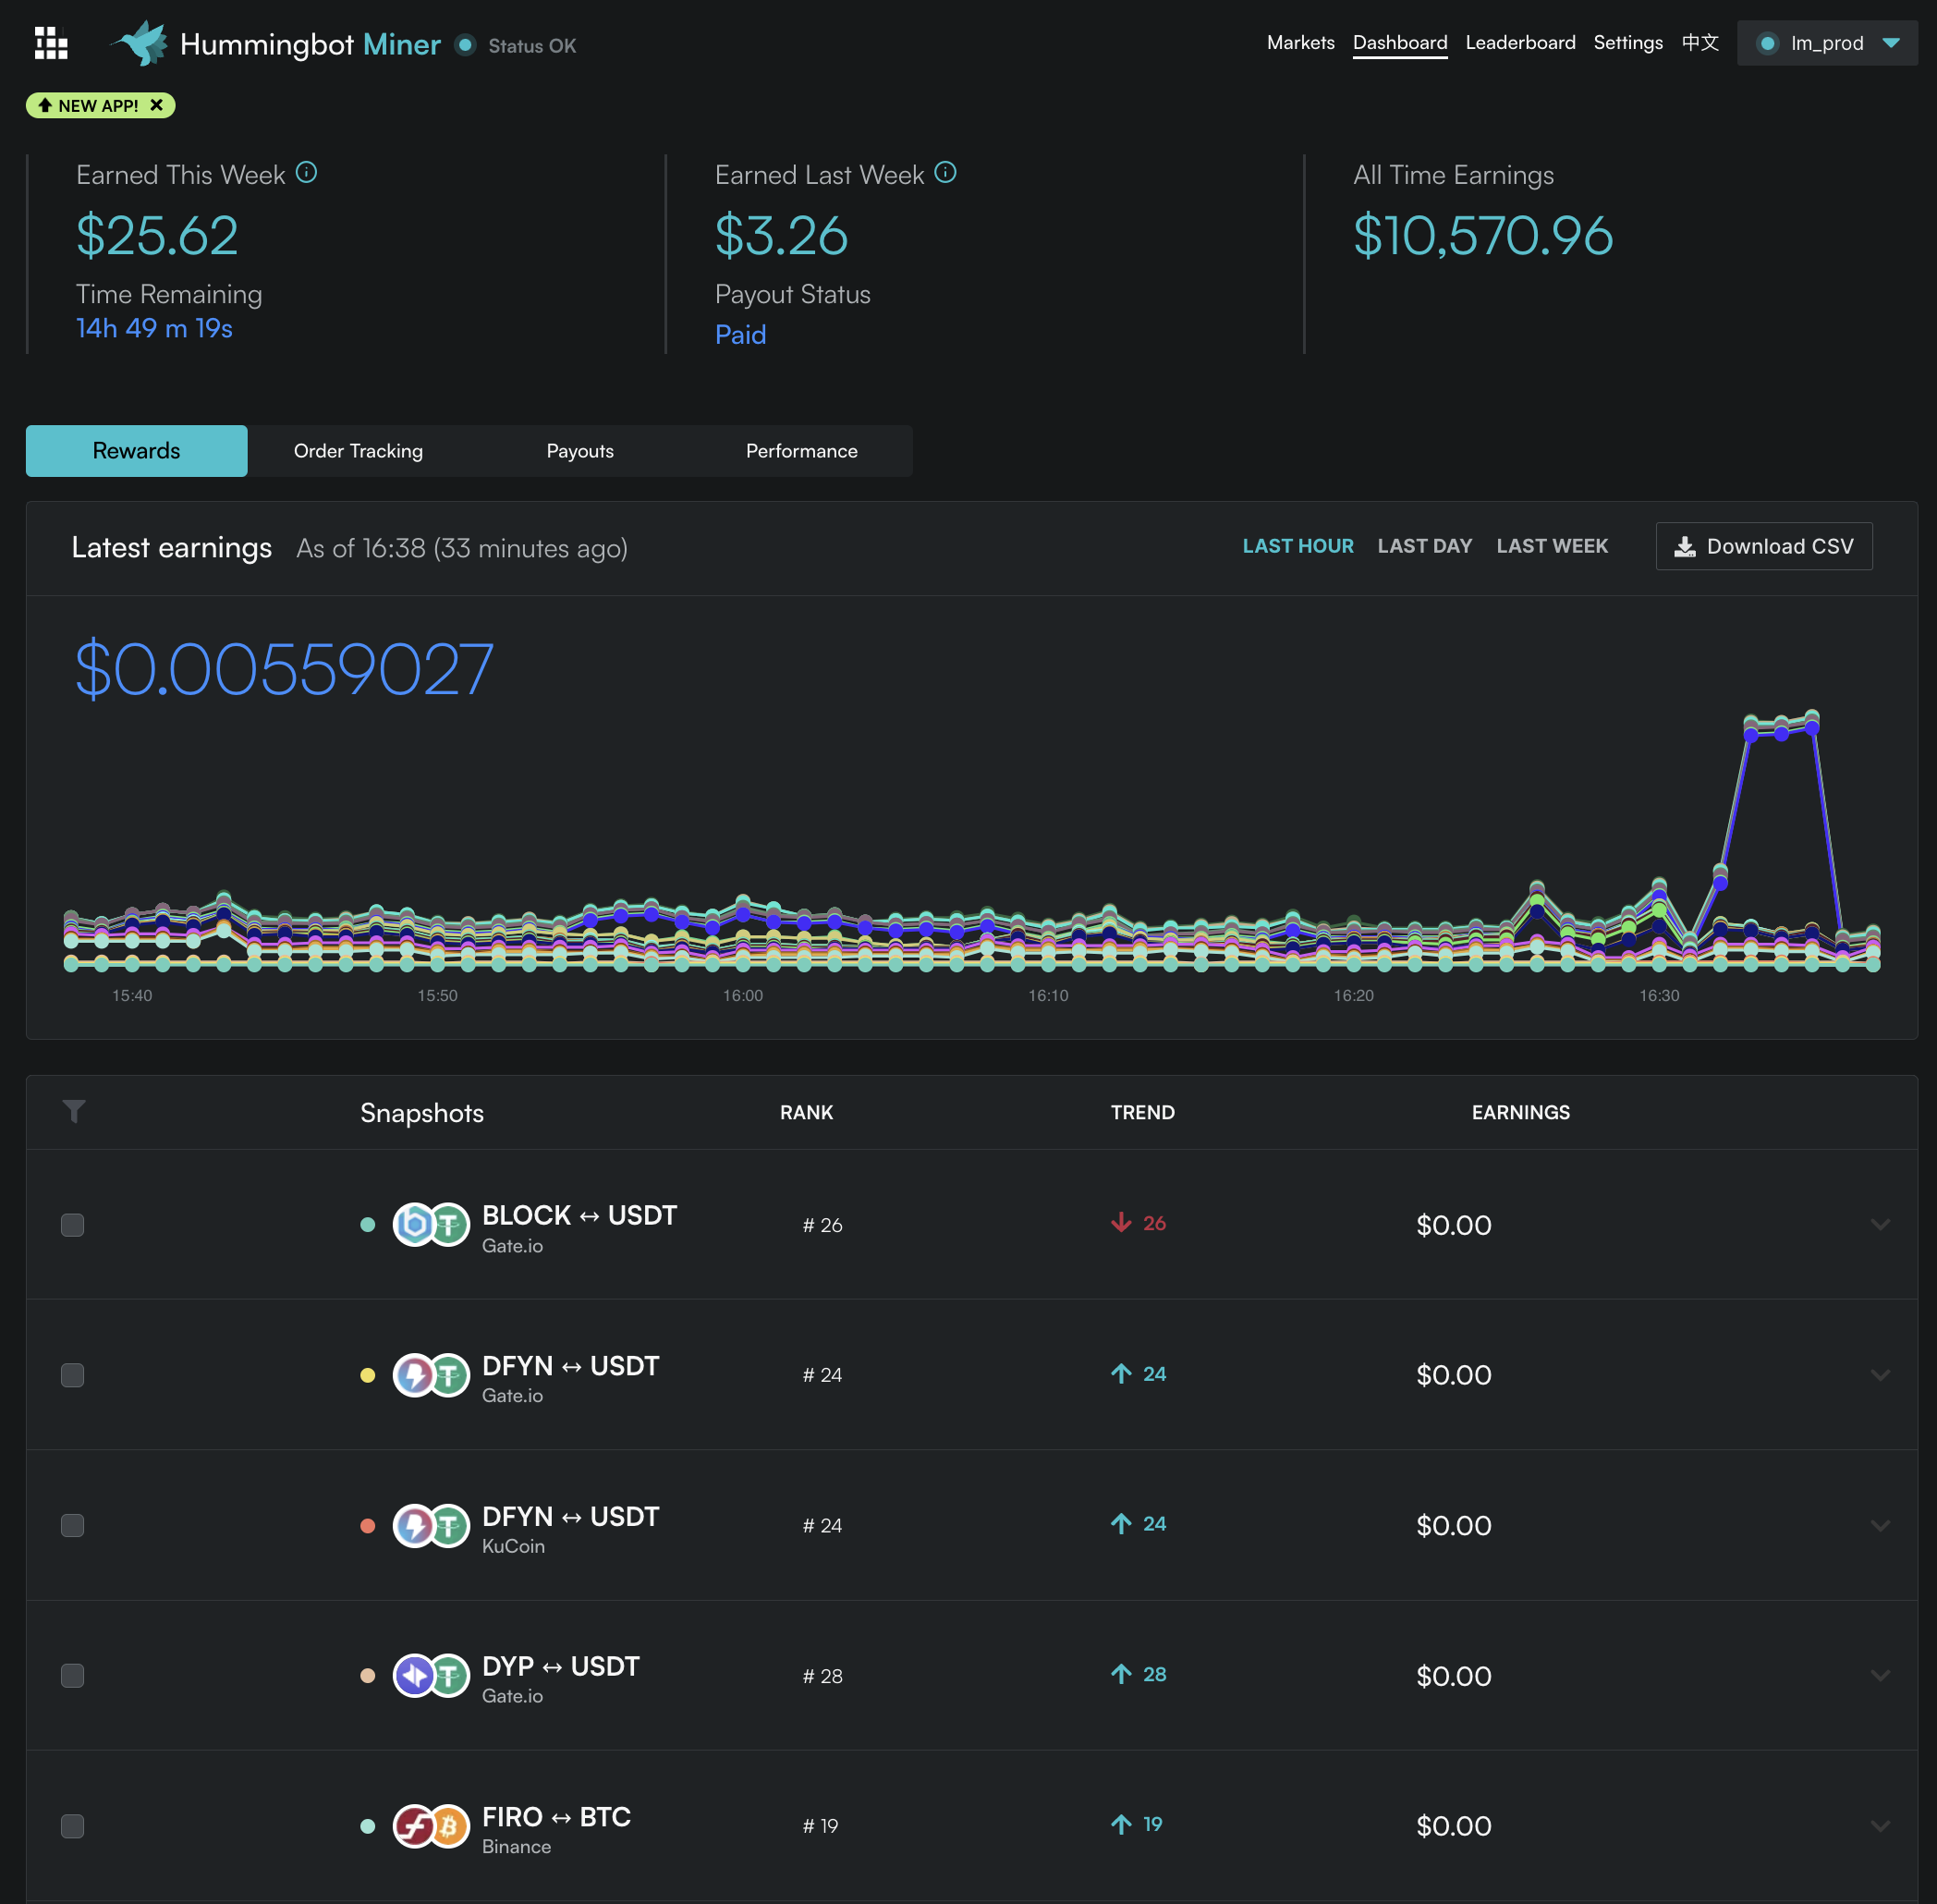 Hummingbot Miner Status OK Markets Dashboard Leaderboard Settings 中文 lm_prod
NEW APP!
Earned This Week Earned Last Week All Time Earnings
$25.62 $3.26 $10,570.96
Time Remaining Payout Status
14h 49 m 19s Paid
Rewards Order Tracking Payouts Performance
Latest earnings As of 16:38 (33 minutes ago) LAST HOUR LAST DAY LAST WEEK Download CSV
$0.00559027
15:40 15:50 16:00 16:10 16:20 16:30
Snapshots RANK TREND EARNINGS
BLOCK ↔ USDT # 26 26 $0.00
Gate.io
DFYN ↔ USDT # 24 24 $0.00
Gate.io
DFYN ↔ USDT # 24 24 $0.00
KuCoin
DYP ↔ USDT # 28 28 $0.00
Gate.io
FIRO ↔ BTC # 19 19 $0.00
Binance